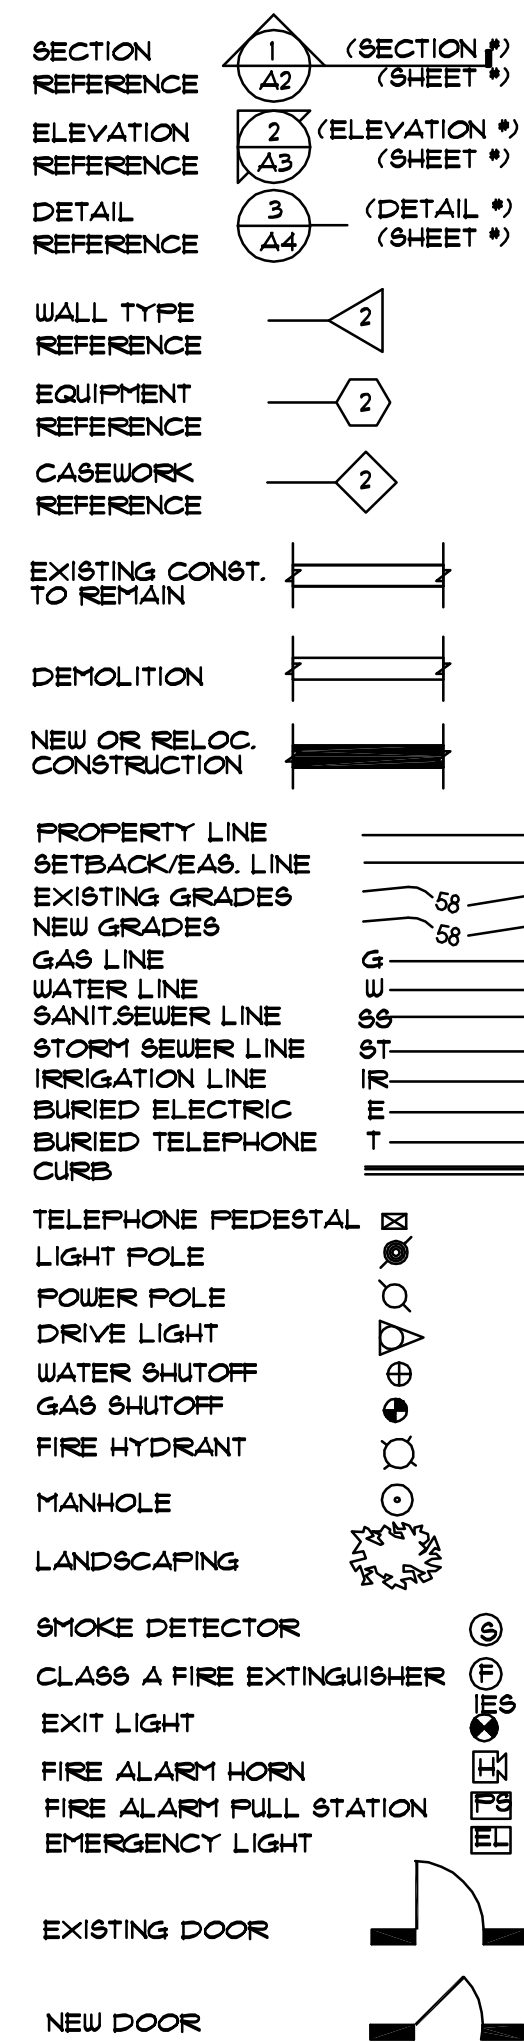 SECTION 1 (SECTION #)
REFERENCE A2 (SHEET #)
ELEVATION 2 (ELEVATION #)
REFERENCE A3 (SHEET #)
DETAIL 3 (DETAIL #)
REFERENCE A4 (SHEET #)
WALL TYPE 2
REFERENCE
EQUIPMENT 2
REFERENCE
CASEWORK 2
REFERENCE
EXISTING CONST.
TO REMAIN
DEMOLITION
NEW OR RELOC.
CONSTRUCTION
PROPERTY LINE
SETBACK/EAS. LINE
EXISTING GRADES 58
NEW GRADES 58
GAS LINE G
WATER LINE W
SANIT.SEWER LINE SS
STORM SEWER LINE ST
IRRIGATION LINE IR
BURIED ELECTRIC E
BURIED TELEPHONE T
CURB
TELEPHONE PEDESTAL
LIGHT POLE
POWER POLE
DRIVE LIGHT
WATER SHUTOFF
GAS SHUTOFF
FIRE HYDRANT
MANHOLE
LANDSCAPING
SMOKE DETECTOR S
CLASS A FIRE EXTINGUISHER F
IES
EXIT LIGHT
FIRE ALARM HORN H
FIRE ALARM PULL STATION PS
EMERGENCY LIGHT EL
EXISTING DOOR
NEW DOOR